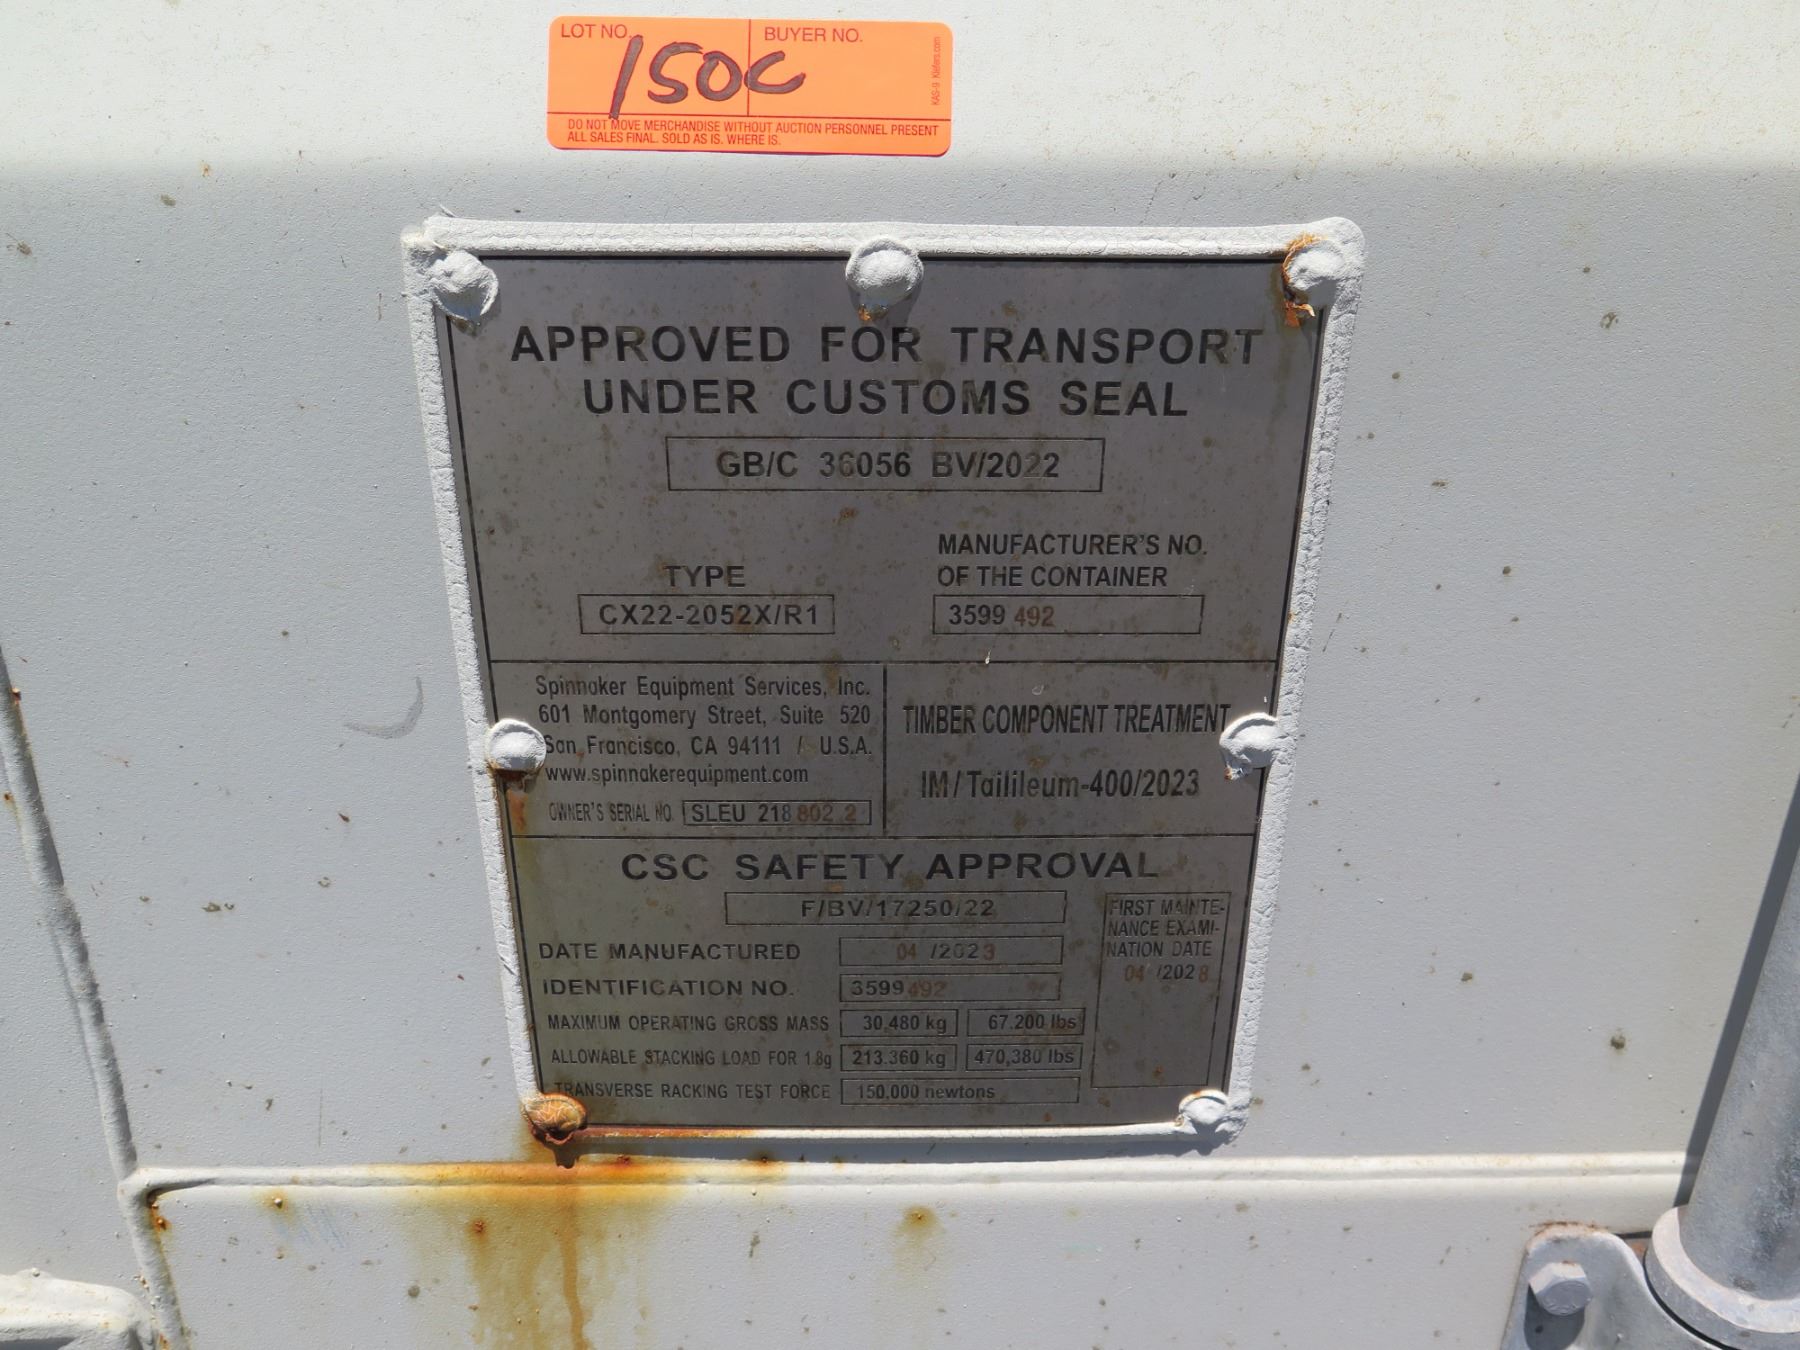 LOT NO. BUYER NO.
150C
KAS-9 Kiefers.com
DO NOT MOVE MERCHANDISE WITHOUT AUCTION PERSONNEL PRESENT
ALL SALES FINAL. SOLD AS IS. WHERE IS.
APPROVED FOR TRANSPORT
UNDER CUSTOMS SEAL
GB/C 36056 BV/2022
TYPE
CX22-2052X/R1
MANUFACTURER'S NO.
OF THE CONTAINER
3599 492
Spinnaker Equipment Services, Inc.
601 Montgomery Street, Suite 520
San Francisco, CA 94111 / U.S.A.
www.spinnakerequipment.com
OWNER'S SERIAL NO. SLEU 218 802 2
TIMBER COMPONENT TREATMENT
IM/Tailileum-400/2023
CSC SAFETY APPROVAL
F/BV/17250/22
DATE MANUFACTURED 04 /2023
IDENTIFICATION NO. 3599 492
MAXIMUM OPERATING GROSS MASS 30,480 kg 67.200 lbs
ALLOWABLE STACKING LOAD FOR 1.8g 213.360 kg 470,380 lbs
TRANSVERSE RACKING TEST FORCE 150,000 newtons
FIRST MAINTE-
NANCE EXAMI-
NATION DATE
04 /2028